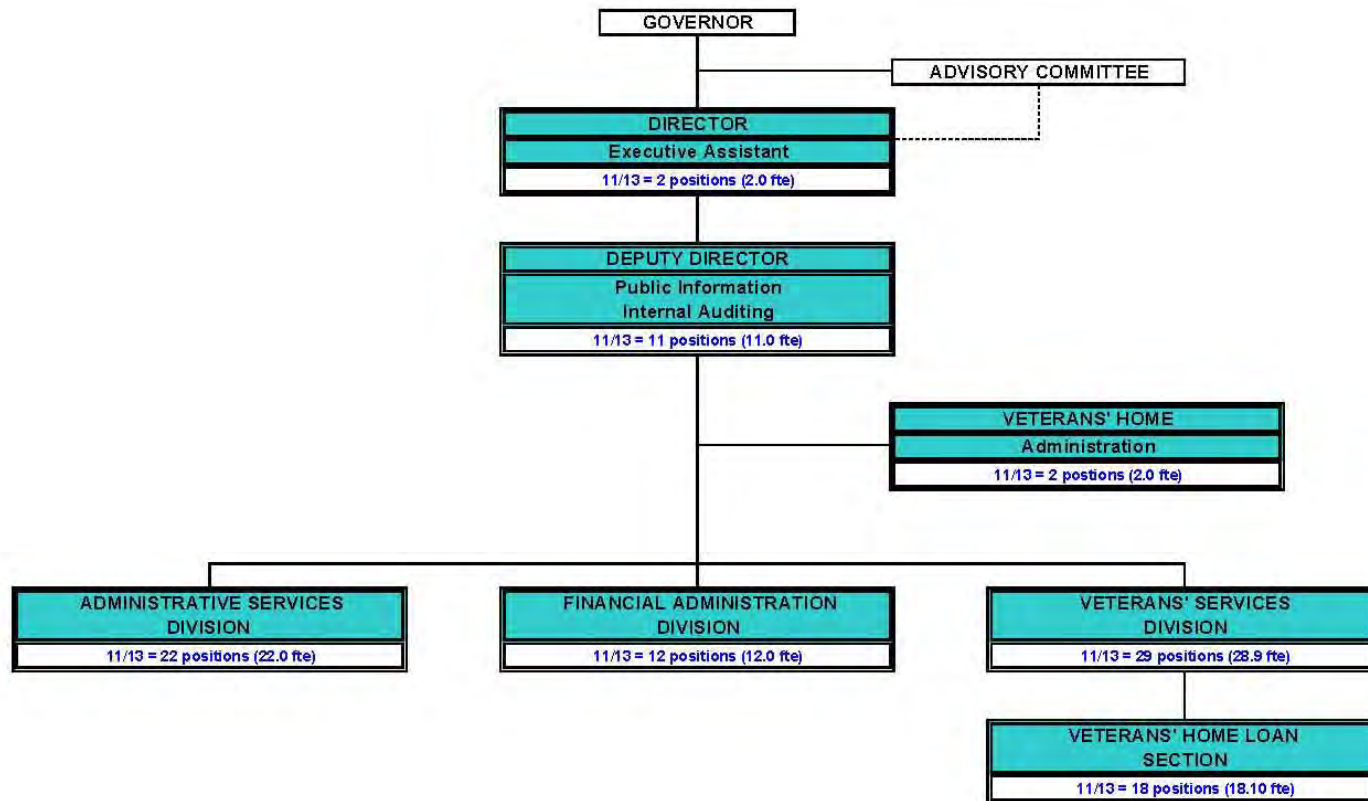 GOVERNOR
ADVISORY COMMITTEE
DIRECTOR
Executive Assistant
11/13 = 2 positions (2.0 fte)
DEPUTY DIRECTOR
Public Information
Internal Auditing
11/13 = 11 positions (11.0 fte)
VETERANS' HOME
Administration
11/13 = 2 postions (2.0 fte)
ADMINISTRATIVE SERVICES
DIVISION
11/13 = 22 positions (22.0 fte)
FINANCIAL ADMINISTRATION
DIVISION
11/13 = 12 positions (12.0 fte)
VETERANS' SERVICES
DIVISION
11/13 = 29 positions (28.9 fte)
VETERANS' HOME LOAN
SECTION
11/13 = 18 positions (18.10 fte)